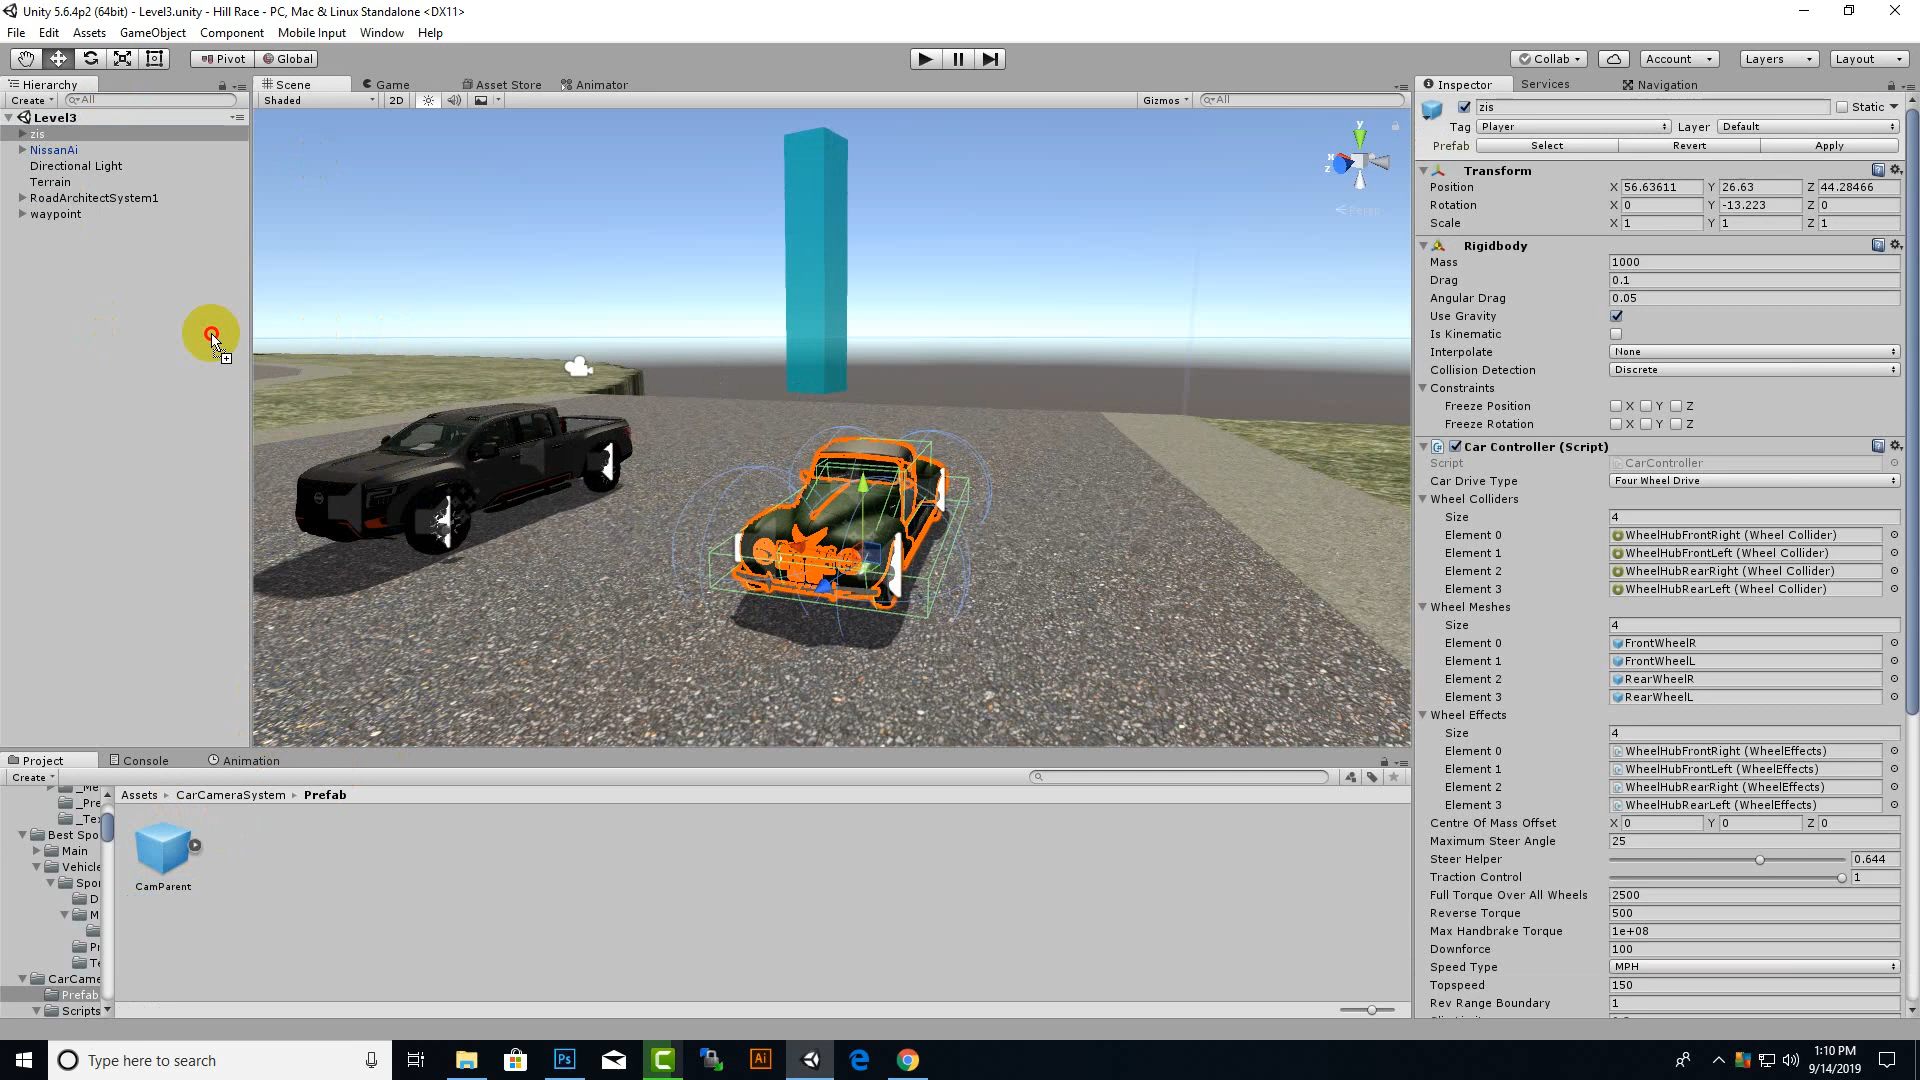 Unity 5.6.4p2 (64bit) - Level3.unity - Hill Race - PC, Mac & Linux Standalone <DX11>
File Edit Assets GameObject Component Mobile Input Window Help
Pivot Global Collab Account Layers Layout
Hierarchy Scene Game Asset Store Animator Inspector Services Navigation
Create All Shaded 2D Gizmos All zis Static
Level3
Tag Player Layer Default
zis
Prefab Select Revert Apply
NissanAi
Directional Light
Terrain
RoadArchitectSystem1
waypoint
y
x
z
Persp
Transform
Position X 56.63611 Y 26.63 Z 44.28466
Rotation X 0 Y -13.223 Z 0
Scale X 1 Y 1 Z 1
Rigidbody
Mass 1000
Drag 0.1
Angular Drag 0.05
Use Gravity
Is Kinematic
Interpolate None
Collision Detection Discrete
Constraints
Freeze Position X Y Z
Freeze Rotation X Y Z
Car Controller (Script)
Script CarController
Car Drive Type Four Wheel Drive
Wheel Colliders
Size 4
Element 0 WheelHubFrontRight (Wheel Collider)
Element 1 WheelHubFrontLeft (Wheel Collider)
Element 2 WheelHubRearRight (Wheel Collider)
Element 3 WheelHubRearLeft (Wheel Collider)
Wheel Meshes
Size 4
Element 0 FrontWheelR
Element 1 FrontWheelL
Element 2 RearWheelR
Element 3 RearWheelL
Wheel Effects
Size 4
Element 0 WheelHubFrontRight (WheelEffects)
Element 1 WheelHubFrontLeft (WheelEffects)
Element 2 WheelHubRearRight (WheelEffects)
Element 3 WheelHubRearLeft (WheelEffects)
Centre Of Mass Offset X 0 Y 0 Z 0
Maximum Steer Angle 25
Steer Helper 0.644
Traction Control 1
Full Torque Over All Wheels 2500
Reverse Torque 500
Max Handbrake Torque 1e+08
Downforce 100
Speed Type MPH
Topspeed 150
Rev Range Boundary 1
Project Console Animation
Create
_Me
_Pre
_Te
Best Spo
Main
Vehicle
Spor
D
M
Pr
Te
CarCame
Prefab
Scripts
Assets CarCameraSystem Prefab
CamParent
Type here to search
Ps
Ai
1:10 PM
9/14/2019